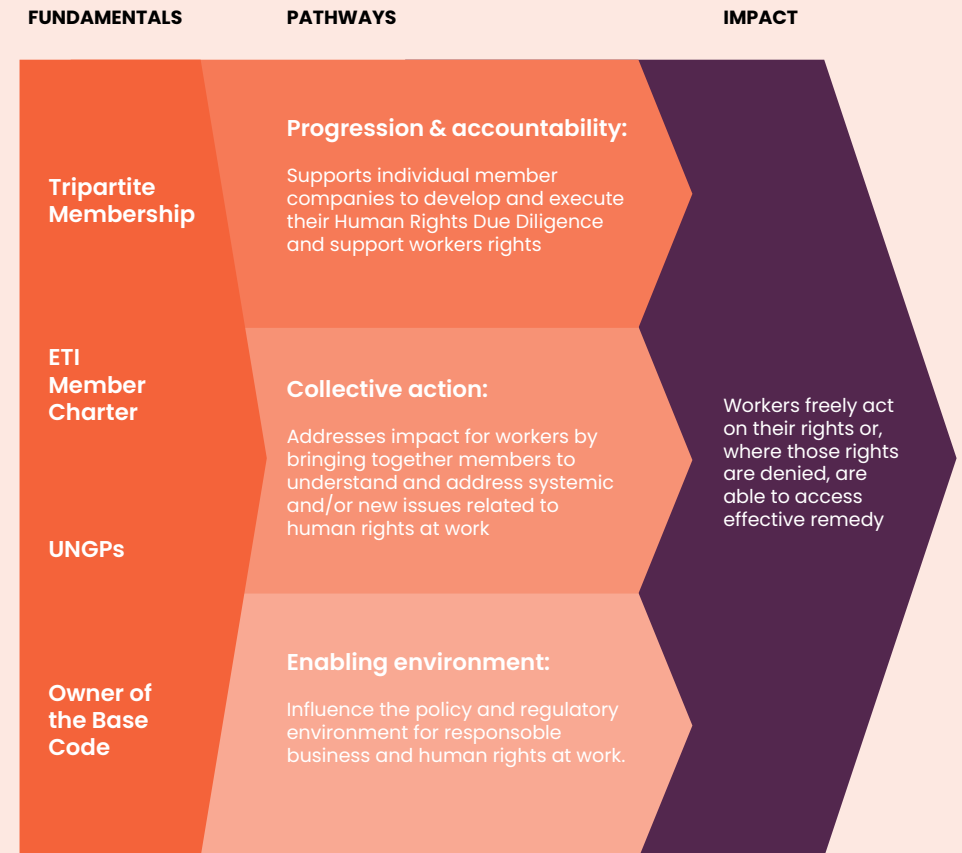 FUNDAMENTALS
PATHWAYS
IMPACT
Tripartite
Membership
ETI
Member
Charter
UNGPs
Owner of
the Base
Code
Progression & accountability:
Supports individual member
companies to develop and execute
their Human Rights Due Diligence
and support workers rights
Collective action:
Addresses impact for workers by
bringing together members to
understand and address systemic
and/or new issues related to
human rights at work
Enabling environment:
Influence the policy and regulatory
environment for responsoble
business and human rights at work.
Workers freely act
on their rights or,
where those rights
are denied, are
able to access
effective remedy